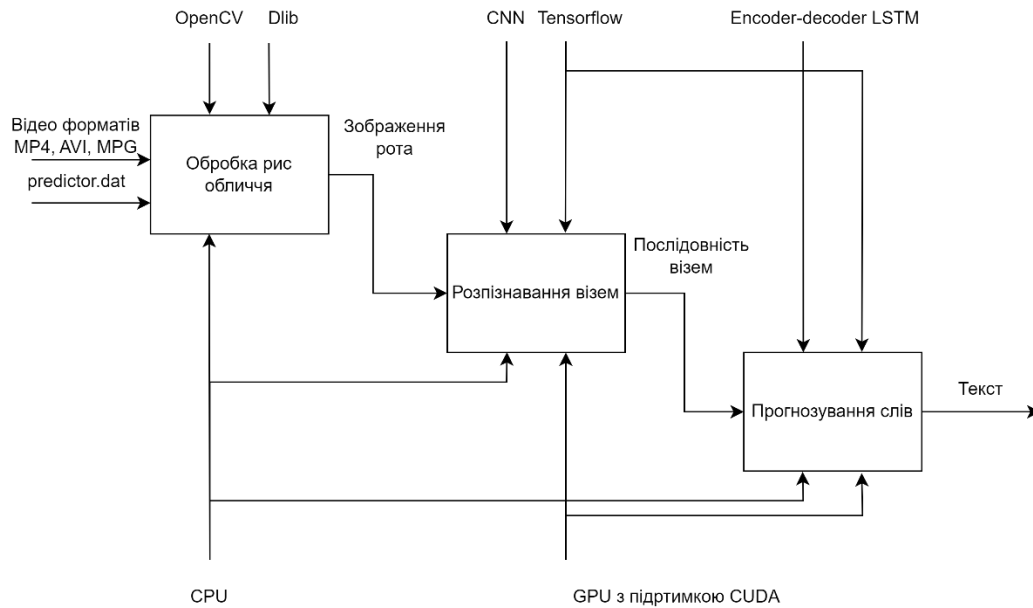 OpenCV
Dlib
CNN
Tensorflow
Encoder-decoder LSTM
Відео форматів
MP4, AVI, MPG
predictor.dat
Обробка рис
обличчя
Зображення
рота
Розпізнавання візем
Послідовність
візем
Прогнозування слів
Текст
CPU
GPU з підртимкою CUDA